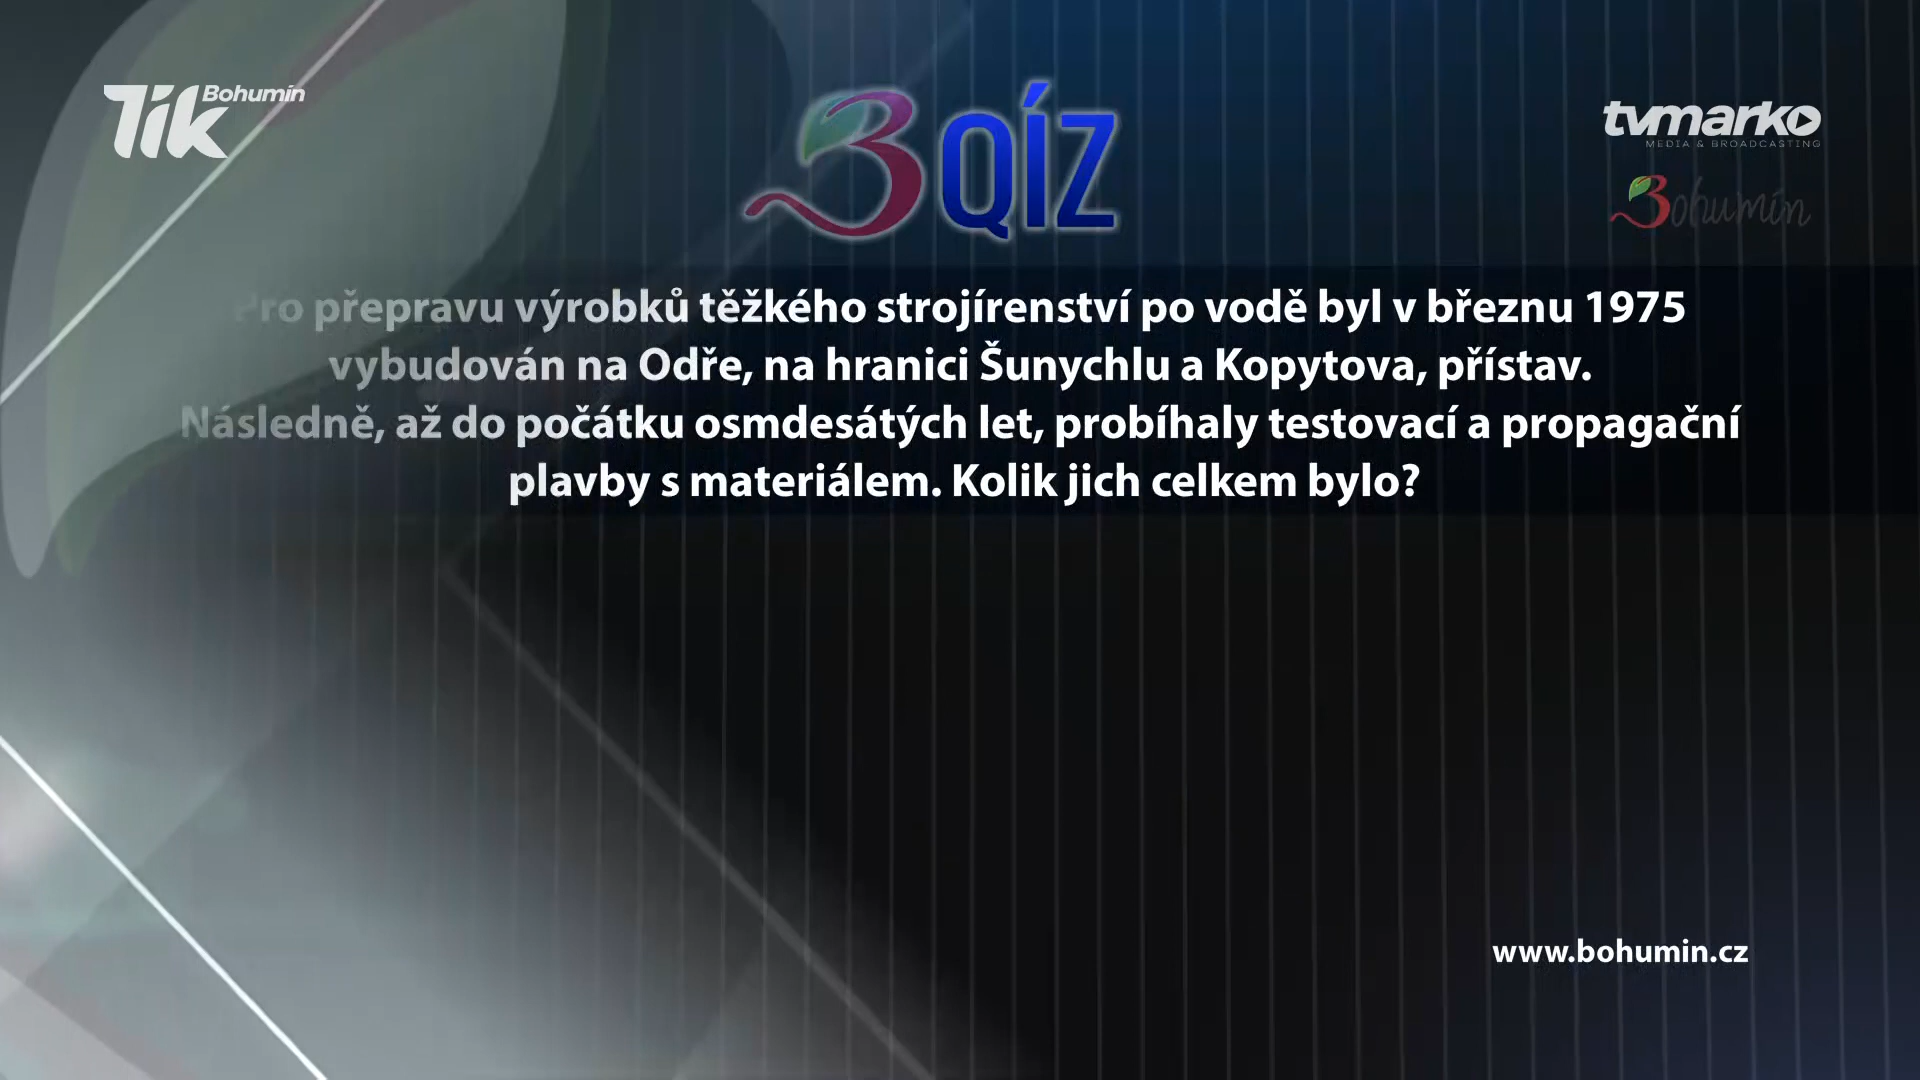 Tik Bohumín
B QÍZ
tvmarko
MEDIA & BROADCASTING
Bohumín
Pro přepravu výrobků těžkého strojírenství po vodě byl v březnu 1975
vybudován na Odře, na hranici Šunychlu a Kopytova, přístav.
Následně, až do počátku osmdesátých let, probíhaly testovací a propagační
plavby s materiálem. Kolik jich celkem bylo?
www.bohumin.cz